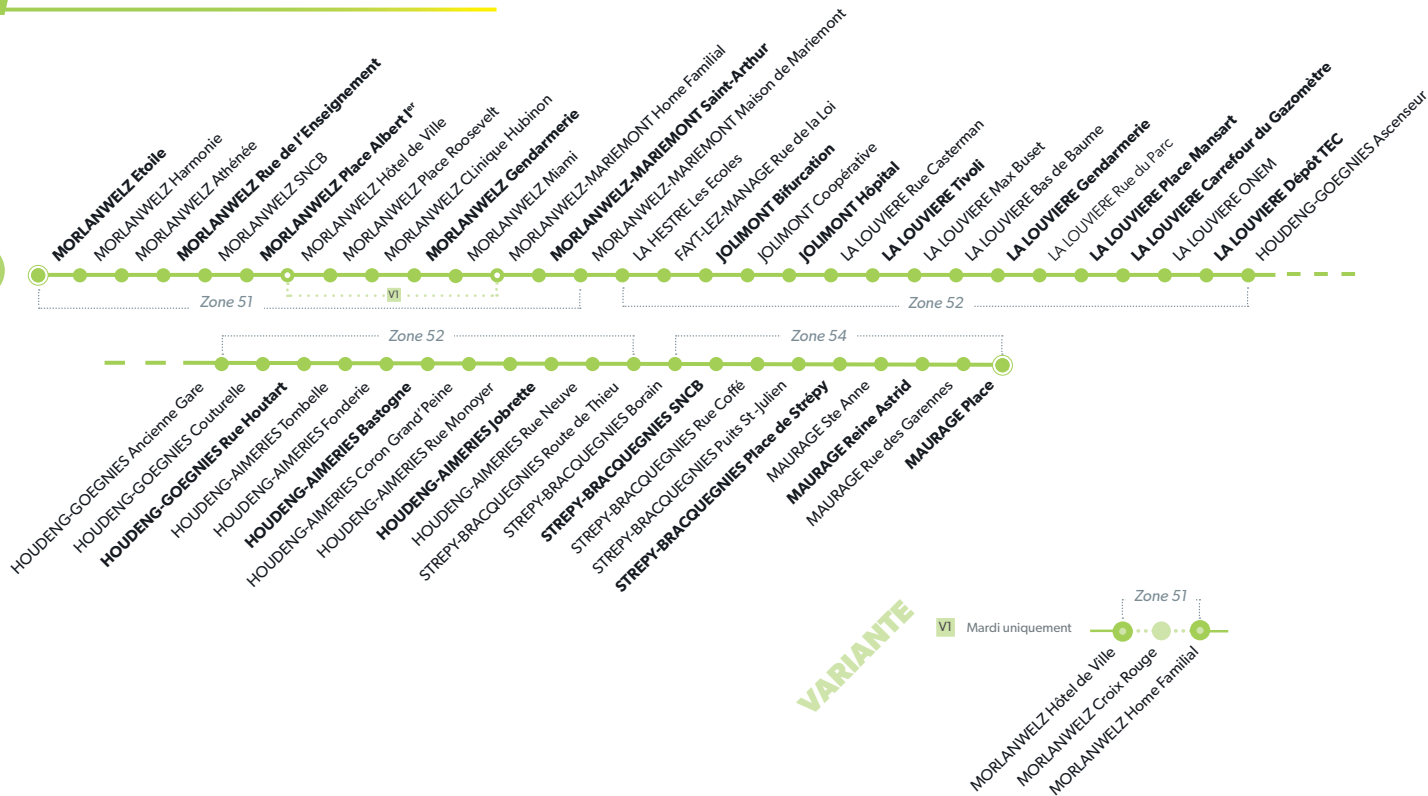 MORLANWELZ Etoile
MORLANWELZ Harmonie
MORLANWELZ Athénée
MORLANWELZ Rue de l'Enseignement
MORLANWELZ SNCB
MORLANWELZ Place Albert Ier
MORLANWELZ Hôtel de Ville
MORLANWELZ Place Roosevelt
MORLANWELZ CLinique Hubinon
MORLANWELZ Gendarmerie
MORLANWELZ Miami
MORLANWELZ-MARIEMONT Home Familial
MORLANWELZ-MARIEMONT Saint-Arthur
MORLANWELZ-MARIEMONT Maison de Mariemont
LA HESTRE Les Ecoles
FAYT-LEZ-MANAGE Rue de la Loi
JOLIMONT Bifurcation
JOLIMONT Coopérative
JOLIMONT Hôpital
LA LOUVIERE Rue Casterman
LA LOUVIERE Tivoli
LA LOUVIERE Max Buset
LA LOUVIERE Bas de Baume
LA LOUVIERE Gendarmerie
LA LOUVIERE Rue du Parc
LA LOUVIERE Place Mansart
LA LOUVIERE Carrefour du Gazomètre
LA LOUVIERE ONEM
LA LOUVIERE Dépôt TEC
HOUDENG-GOEGNIES Ascenseur
V1
Zone 51
Zone 52
Zone 52
Zone 54
HOUDENG-GOEGNIES Ancienne Gare
HOUDENG-GOEGNIES Couturelle
HOUDENG-GOEGNIES Rue Houtart
HOUDENG-AIMERIES Tombelle
HOUDENG-AIMERIES Fonderie
HOUDENG-AIMERIES Bastogne
HOUDENG-AIMERIES Coron Grand'Peine
HOUDENG-AIMERIES Rue Monoyer
HOUDENG-AIMERIES Jobrette
HOUDENG-AIMERIES Rue Neuve
STREPY-BRACQUEGNIES Route de Thieu
STREPY-BRACQUEGNIES Borain
STREPY-BRACQUEGNIES SNCB
STREPY-BRACQUEGNIES Rue Coffé
STREPY-BRACQUEGNIES Puits St-Julien
STREPY-BRACQUEGNIES Place de Strépy
MAURAGE Ste Anne
MAURAGE Reine Astrid
MAURAGE Rue des Garennes
MAURAGE Place
VARIANTE
V1 Mardi uniquement
Zone 51
MORLANWELZ Hôtel de Ville
MORLANWELZ Croix Rouge
MORLANWELZ Home Familial